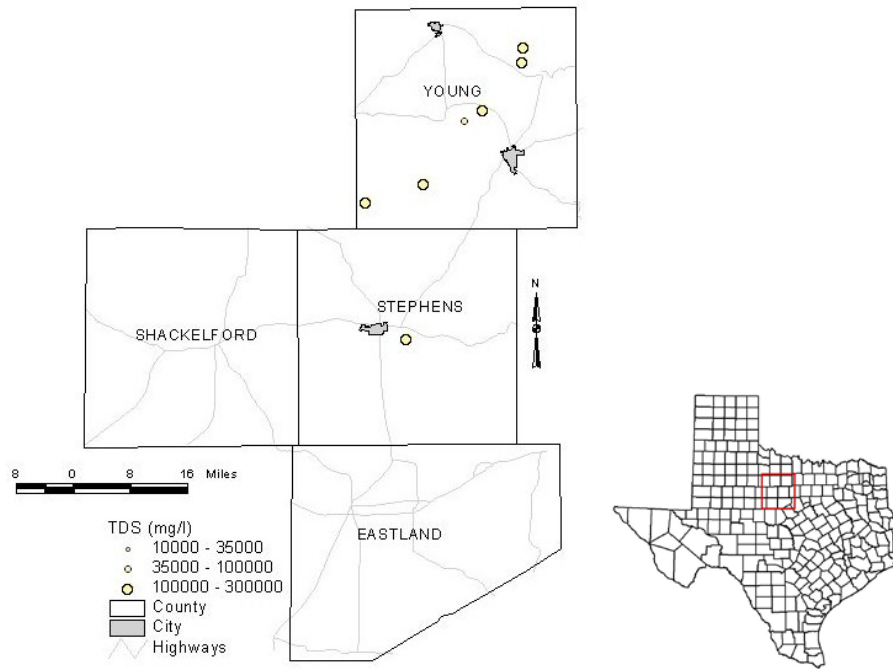 YOUNG
STEPHENS
SHACKELFORD
N
8 0 8 16 Miles
EASTLAND
TDS (mg/l)
10000 - 35000
35000 - 100000
100000 - 300000
County
City
Highways